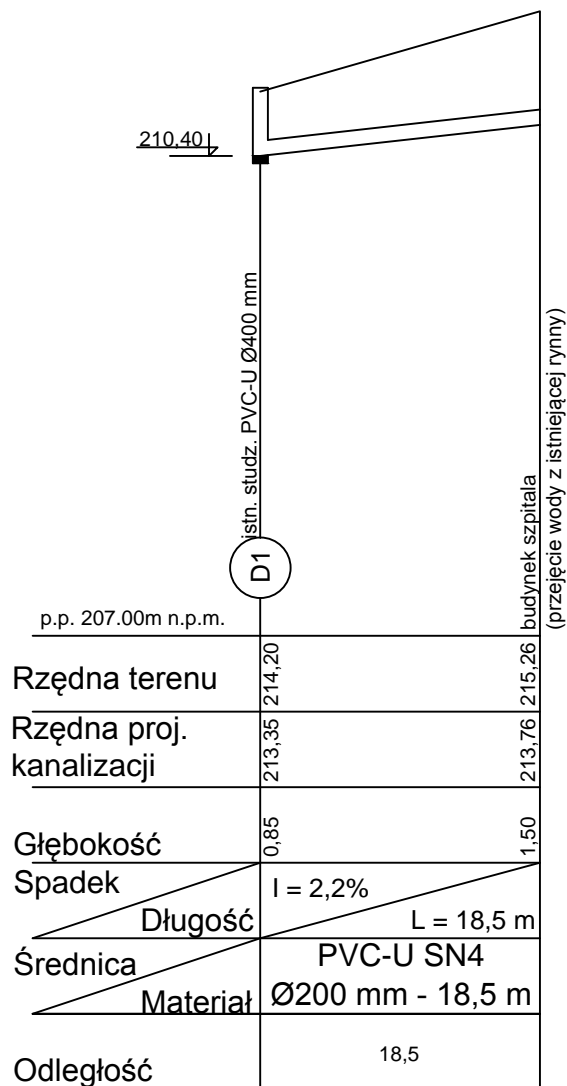 210,40
istn. studz. PVC-U Ø400 mm
D1
budynek szpitala
(przejęcie wody z istniejącej rynny)
p.p. 207.00m n.p.m.
Rzędna terenu
214,20
215,26
Rzędna proj.
kanalizacji
213,35
213,76
Głębokość
0,85
1,50
Spadek
I = 2,2%
Długość
L = 18,5 m
Średnica
PVC-U SN4
Materiał
Ø200 mm - 18,5 m
Odległość
18,5